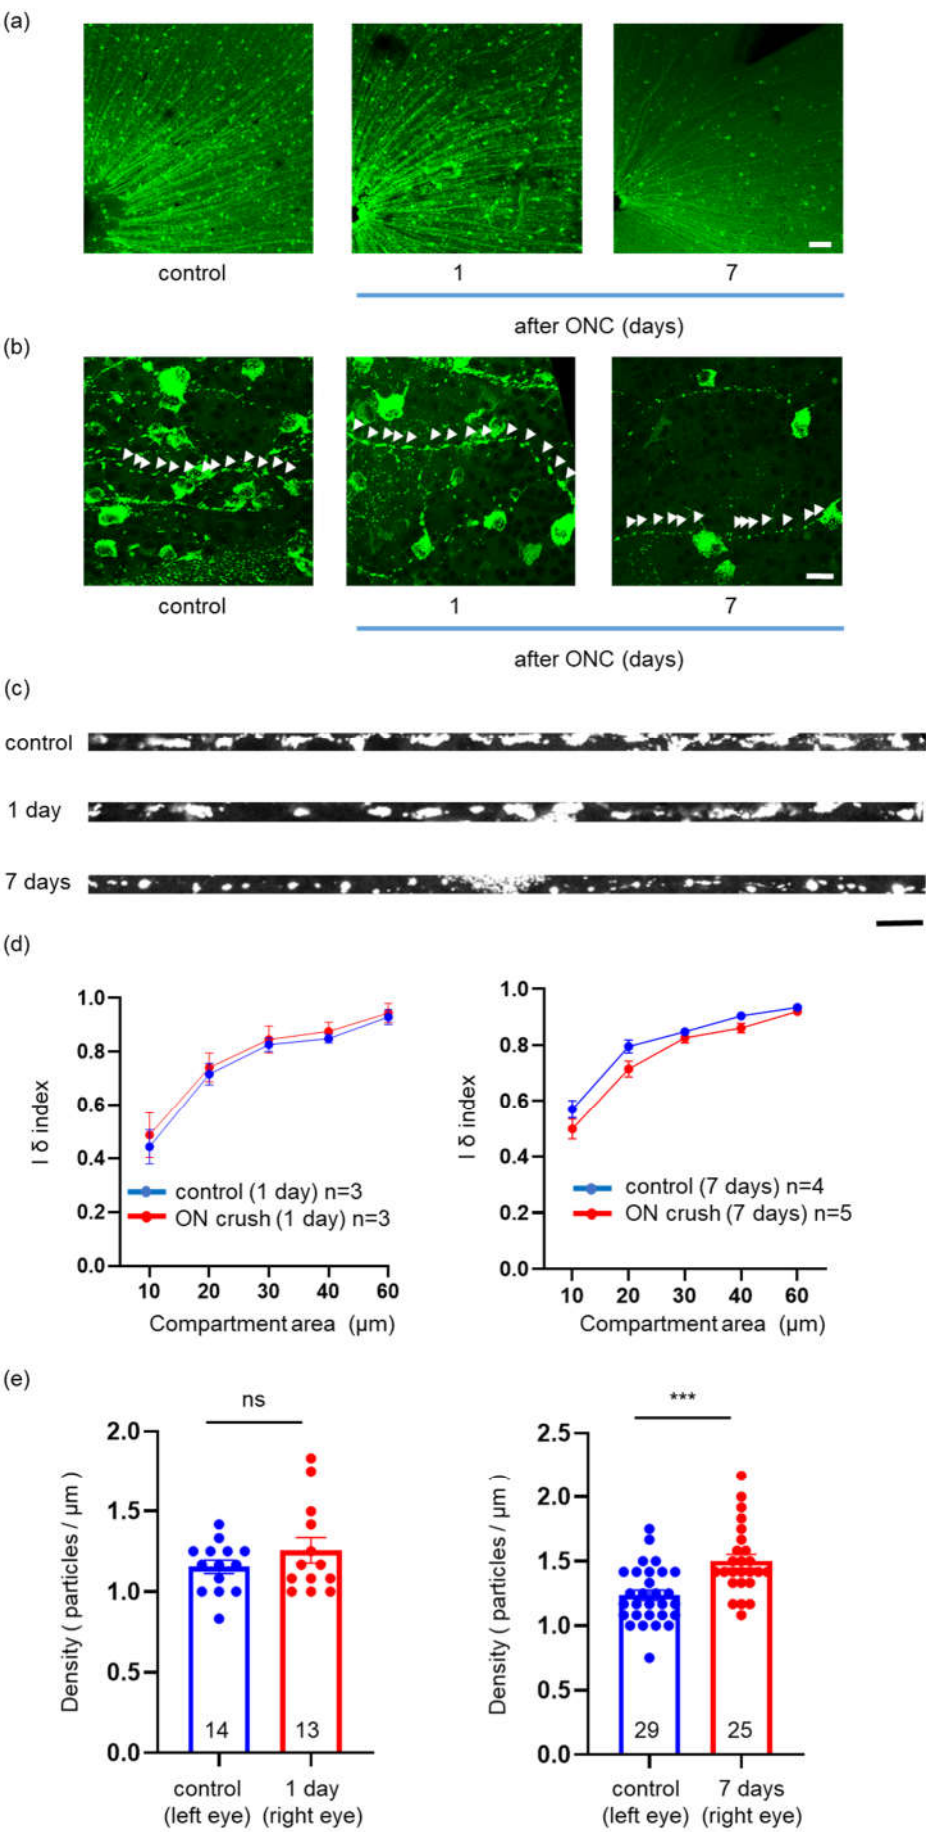 (a)
control
1
7
after ONC (days)
(b)
control
1
7
after ONC (days)
(c)
control
1 day
7 days
(d)
1.0
0.8
0.6
0.4
0.2
0.0
I δ index
control (1 day) n=3
ON crush (1 day) n=3
10 20 30 40 60
Compartment area (μm)
1.0
0.8
0.6
0.4
0.2
0.0
I δ index
control (7 days) n=4
ON crush (7 days) n=5
10 20 30 40 60
Compartment area (μm)
(e)
ns
2.0
1.5
1.0
0.5
0.0
Density ( particles / μm )
14
13
control
(left eye)
1 day
(right eye)
***
2.5
2.0
1.5
1.0
0.5
0.0
Density ( particles / μm )
29
25
control
(left eye)
7 days
(right eye)